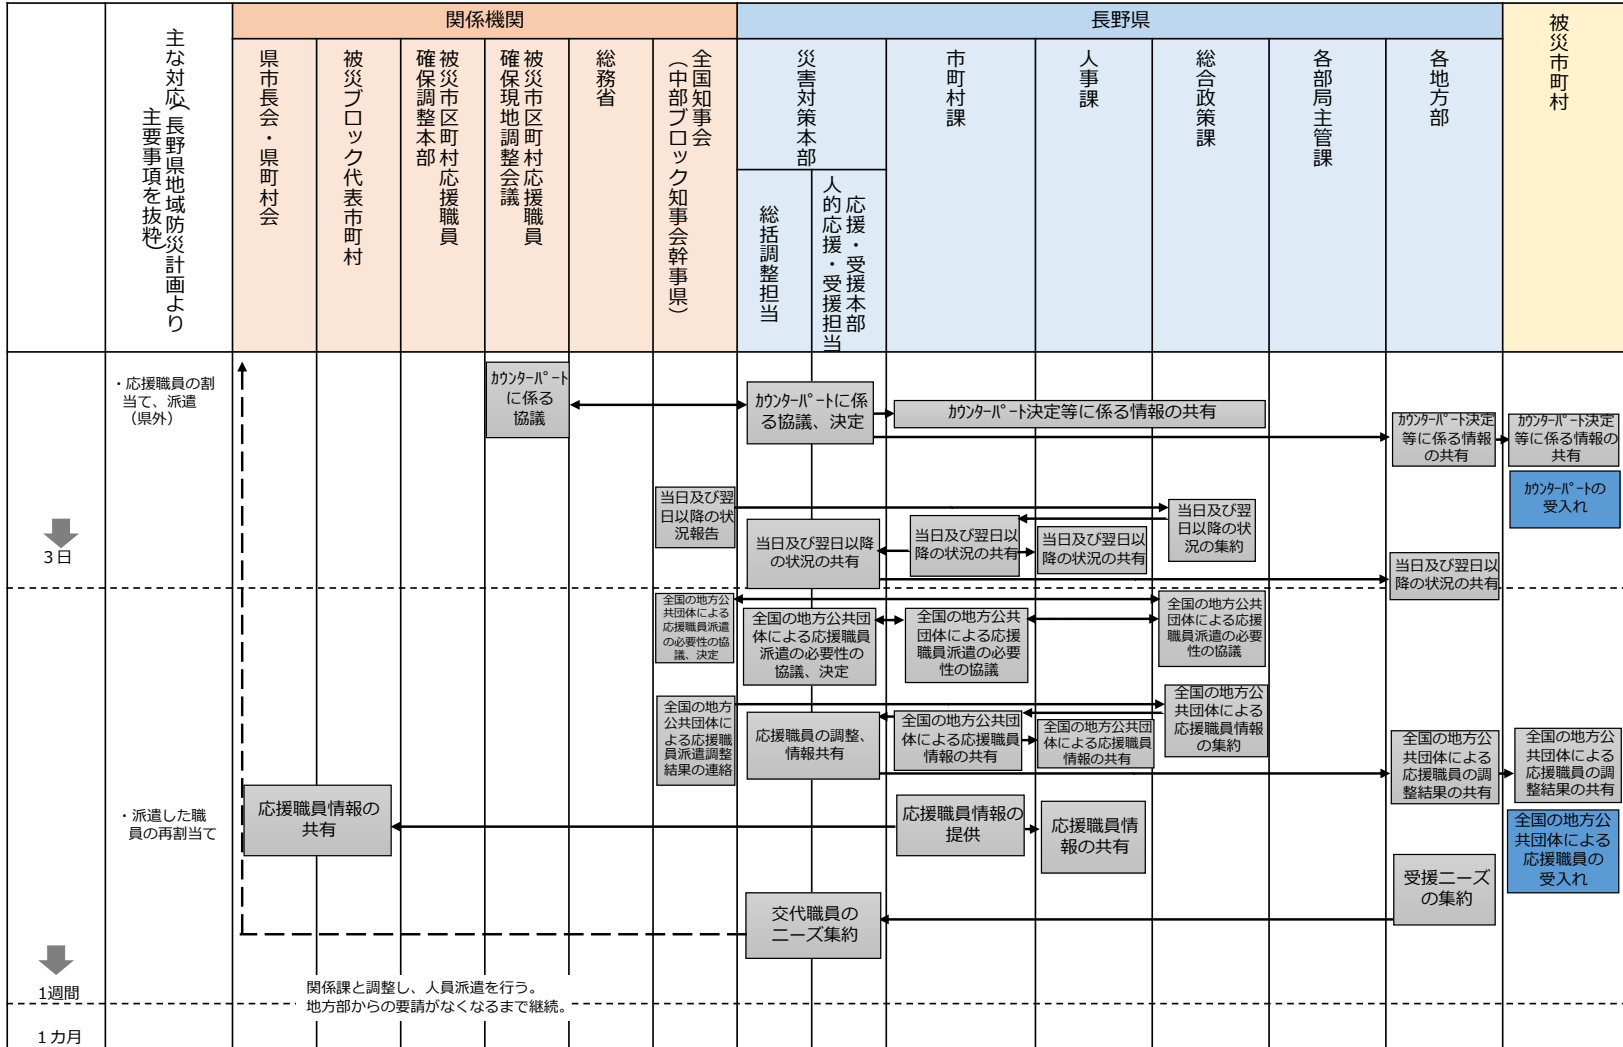 関係機関
長野県
被災市町村
主な対応（長野県地域防災計画より
主要事項を抜粋）
県市長会・県町村会
被災ブロック代表市町村
被災市区町村応援職員
確保調整本部
被災市区町村応援職員
確保現地調整会議
総務省
全国知事会
（中部ブロック知事会幹事県）
災害対策本部
総括調整担当
応援・受援本部
人的応援・受援担当
市町村課
人事課
総合政策課
各部局主管課
各地方部
・応援職員の割
当て、派遣
（県外）
ｶｳﾝﾀｰﾊﾟｰﾄ
に係る
協議
ｶｳﾝﾀｰﾊﾟｰﾄに係
る協議、決定
ｶｳﾝﾀｰﾊﾟｰﾄ決定等に係る情報の共有
ｶｳﾝﾀｰﾊﾟｰﾄ決定
等に係る情報
の共有
ｶｳﾝﾀｰﾊﾟｰﾄ決定
等に係る情報の
共有
ｶｳﾝﾀｰﾊﾟｰﾄの
受入れ
当日及び翌
日以降の状
況報告
当日及び翌日以降
の状況の共有
当日及び翌日以
降の状況の共有
当日及び翌日以
降の状況の共有
当日及び翌
日以降の状
況の集約
当日及び翌日以
降の状況の共有
3日
全国の地方公
共団体による
応援職員派遣
の必要性の協
議、決定
全国の地方公共団
体による応援職員
派遣の必要性の
協議、決定
全国の地方公共
団体による応援
職員派遣の必要
性の協議
全国の地方公共
団体による応援
職員派遣の必要
性の協議
全国の地方
公共団体に
よる応援職
員派遣調整
結果の連絡
応援職員の調整、
情報共有
全国の地方公共団
体による応援職員
情報の共有
全国の地方公共団
体による応援職員
情報の共有
全国の地方公
共団体による
応援職員情報
の集約
全国の地方公
共団体による
応援職員の調
整結果の共有
全国の地方公
共団体による
応援職員の調
整結果の共有
・派遣した職
員の再割当て
応援職員情報の
共有
応援職員情報の
提供
応援職員情
報の共有
全国の地方公
共団体による
応援職員の
受入れ
受援ニーズ
の集約
交代職員の
ニーズ集約
1週間
関係課と調整し、人員派遣を行う。
地方部からの要請がなくなるまで継続。
1カ月